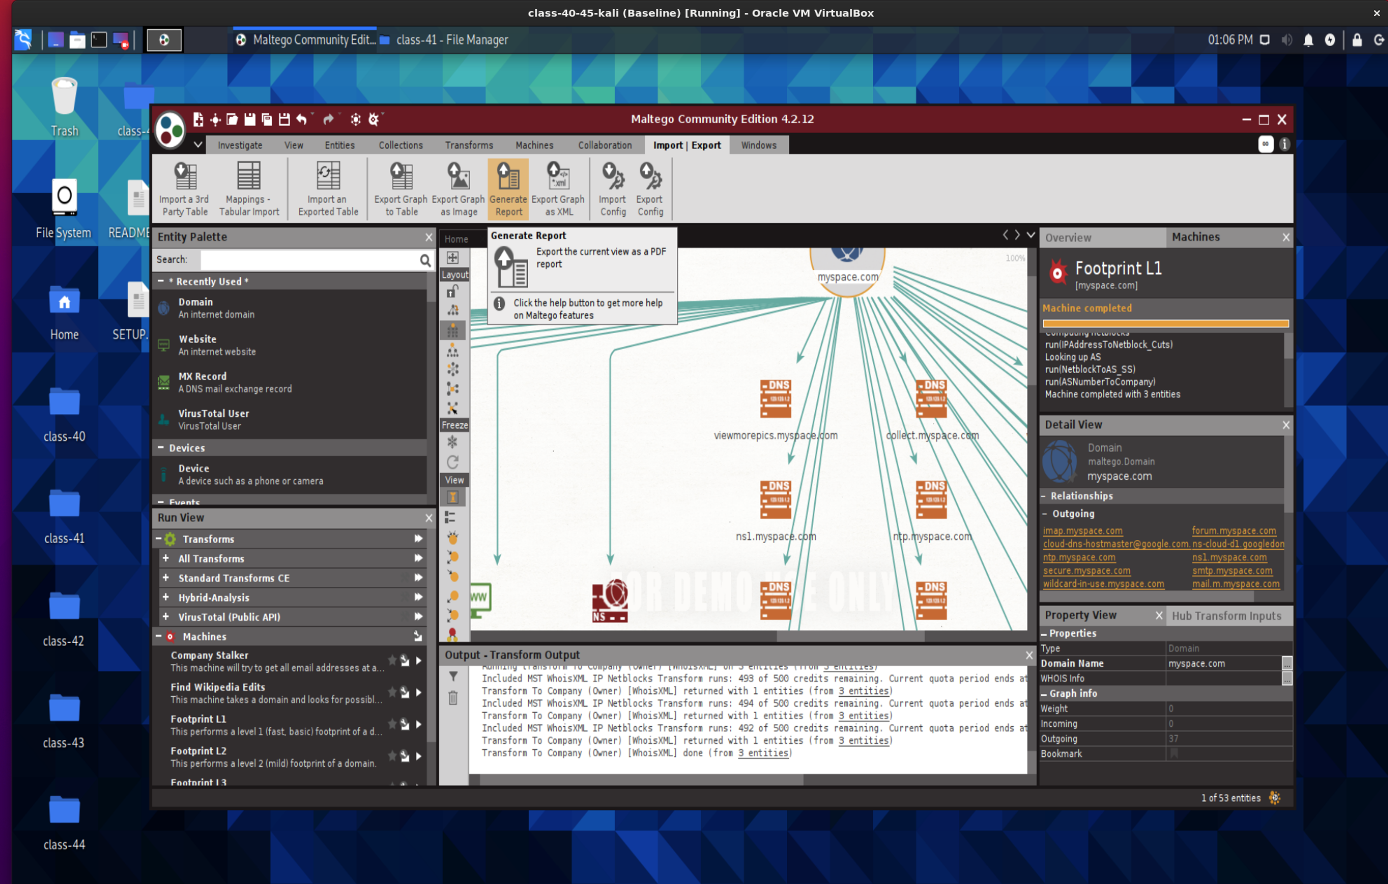 class-40-45-kali (Baseline) [Running] - Oracle VM VirtualBox
Maltego Community Edit...
class-41 - File Manager
01:06 PM
Trash
class-4
File System
README
Home
SETUP.
class-40
class-41
class-42
class-43
class-44
Maltego Community Edition 4.2.12
Investigate
View
Entities
Collections
Transforms
Machines
Collaboration
Import | Export
Windows
Import a 3rd
Party Table
Mappings -
Tabular Import
Import an
Exported Table
Export Graph
to Table
Export Graph
as Image
Generate
Report
Export Graph
as XML
Import
Config
Export
Config
Entity Palette
Search:
* Recently Used *
Domain
An internet domain
Website
An internet website
MX Record
A DNS mail exchange record
VirusTotal User
VirusTotal User
Devices
Device
A device such as a phone or camera
Events
Run View
Transforms
All Transforms
Standard Transforms CE
Hybrid-Analysis
VirusTotal (Public API)
Machines
Company Stalker
This machine will try to get all email addresses at a...
Find Wikipedia Edits
This machine takes a domain and looks for possibl...
Footprint L1
This performs a level 1 (fast, basic) footprint of a d...
Footprint L2
This performs a level 2 (mild) footprint of a domain.
Footprint L3
Home
Generate Report
Export the current view as a PDF
report
Click the help button to get more help
on Maltego features
Layout
Freeze
View
100%
myspace.com
DNS
DNS
viewmorepics.myspace.com
collect.myspace.com
DNS
DNS
ns1.myspace.com
ntp.myspace.com
WW
NS
DNS
DNS
FOR DEMO USE ONLY
Output - Transform Output
Running Transform To Company (Owner) [WhoisXML] on 3 entities (from 3 entities)
Included MST WhoisXML IP Netblocks Transform runs: 493 of 500 credits remaining. Current quota period ends at
Transform To Company (Owner) [WhoisXML] returned with 1 entities (from 3 entities)
Included MST WhoisXML IP Netblocks Transform runs: 494 of 500 credits remaining. Current quota period ends at
Transform To Company (Owner) [WhoisXML] returned with 1 entities (from 3 entities)
Included MST WhoisXML IP Netblocks Transform runs: 492 of 500 credits remaining. Current quota period ends at
Transform To Company (Owner) [WhoisXML] returned with 1 entities (from 3 entities)
Transform To Company (Owner) [WhoisXML] done (from 3 entities)
Overview
Machines
Footprint L1
[myspace.com]
Machine completed
Computing netblocks
run(IPAddressToNetblock_Cuts)
Looking up AS
run(NetblockToAS_SS)
run(ASNumberToCompany)
Machine completed with 3 entities
Detail View
Domain
maltego.Domain
myspace.com
Relationships
Outgoing
imap.myspace.com forum.myspace.com
cloud-dns-hostmaster@google.com ns-cloud-d1.googledon
ntp.myspace.com ns1.myspace.com
secure.myspace.com smtp.myspace.com
wildcard-in-use.myspace.com mail.m.myspace.com
Property View
Hub Transform Inputs
Properties
Type Domain
Domain Name myspace.com
WHOIS Info
Graph info
Weight 0
Incoming 0
Outgoing 37
Bookmark
1 of 53 entities